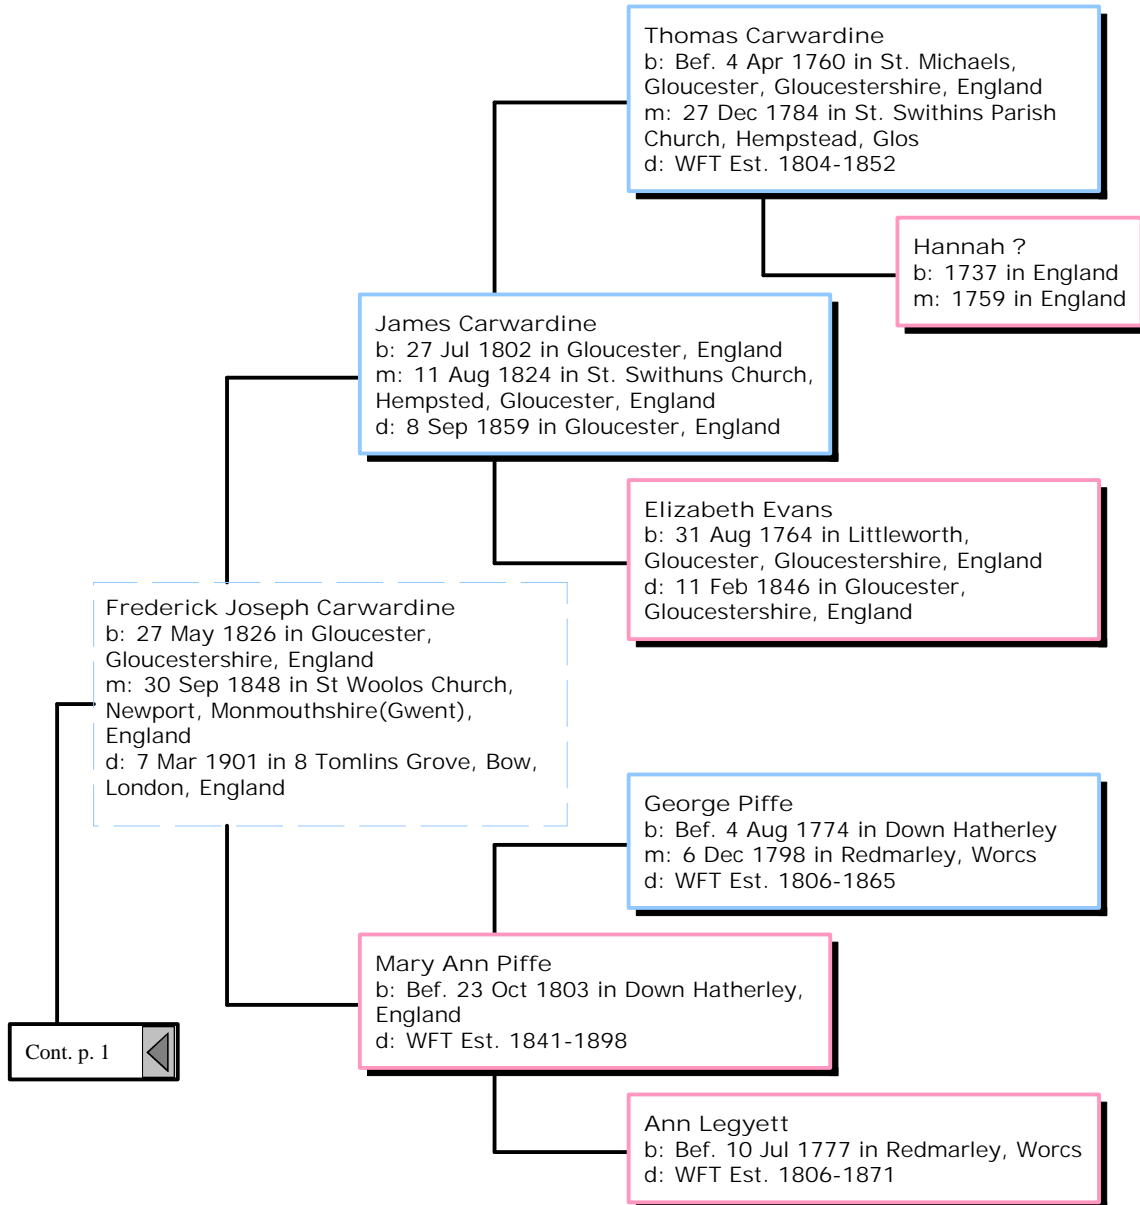 Thomas Carwardine
b: Bef. 4 Apr 1760 in St. Michaels,
Gloucester, Gloucestershire, England
m: 27 Dec 1784 in St. Swithins Parish
Church, Hempstead, Glos
d: WFT Est. 1804-1852
Hannah ?
b: 1737 in England
m: 1759 in England
James Carwardine
b: 27 Jul 1802 in Gloucester, England
m: 11 Aug 1824 in St. Swithuns Church,
Hempsted, Gloucester, England
d: 8 Sep 1859 in Gloucester, England
Elizabeth Evans
b: 31 Aug 1764 in Littleworth,
Gloucester, Gloucestershire, England
d: 11 Feb 1846 in Gloucester,
Gloucestershire, England
Frederick Joseph Carwardine
b: 27 May 1826 in Gloucester,
Gloucestershire, England
m: 30 Sep 1848 in St Woolos Church,
Newport, Monmouthshire(Gwent),
England
d: 7 Mar 1901 in 8 Tomlins Grove, Bow,
London, England
George Piffe
b: Bef. 4 Aug 1774 in Down Hatherley
m: 6 Dec 1798 in Redmarley, Worcs
d: WFT Est. 1806-1865
Mary Ann Piffe
b: Bef. 23 Oct 1803 in Down Hatherley,
England
d: WFT Est. 1841-1898
Cont. p. 1
Ann Legyett
b: Bef. 10 Jul 1777 in Redmarley, Worcs
d: WFT Est. 1806-1871